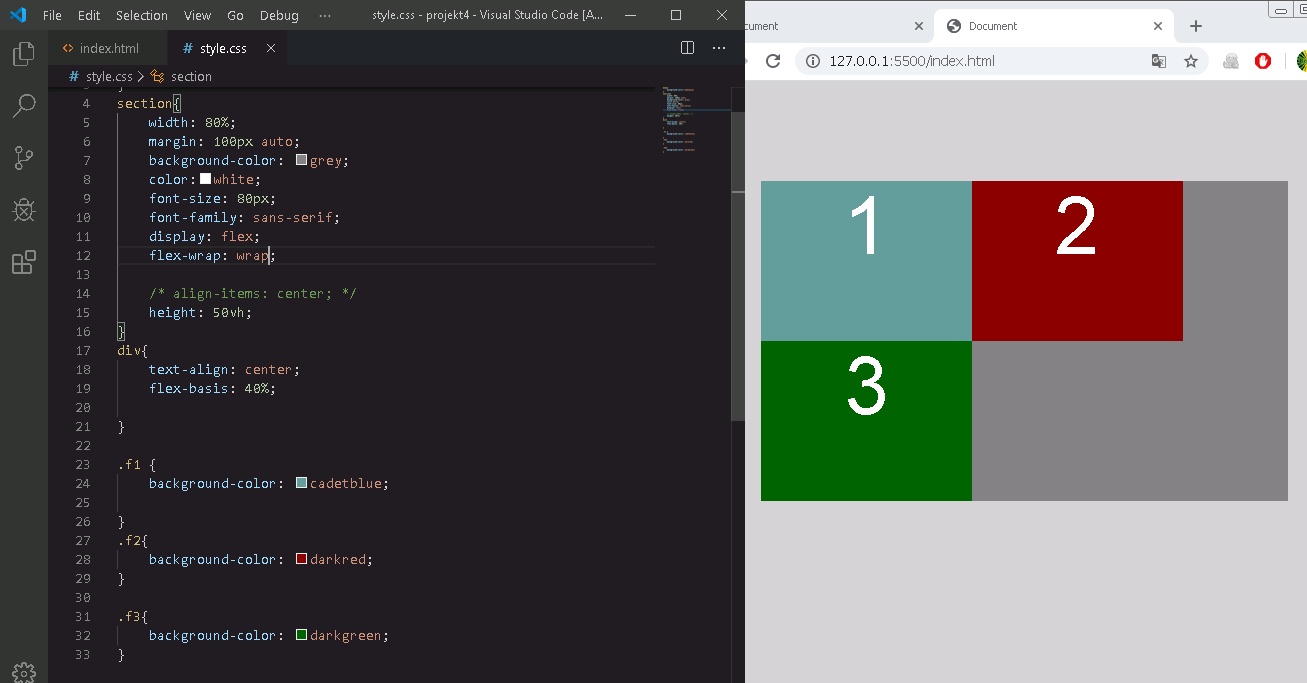 File Edit Selection View Go Debug ··· style.css - projekt4 - Visual Studio Code [A...
index.html # style.css
# style.css > section
4 section{
5 width: 80%;
6 margin: 100px auto;
7 background-color: grey;
8 color: white;
9 font-size: 80px;
10 font-family: sans-serif;
11 display: flex;
12 flex-wrap: wrap;
13
14 /* align-items: center; */
15 height: 50vh;
16 }
17 div{
18 text-align: center;
19 flex-basis: 40%;
20
21 }
22
23 .f1 {
24 background-color: cadetblue;
25
26 }
27 .f2{
28 background-color: darkred;
29 }
30
31 .f3{
32 background-color: darkgreen;
33 }
cument
Document
127.0.0.1:5500/index.html
1
2
3